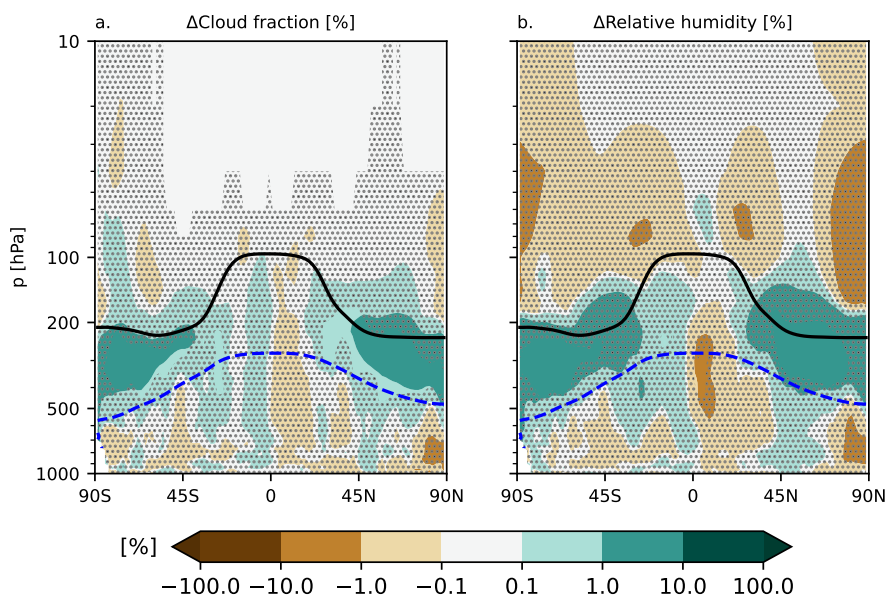 a. ΔCloud fraction [%]
b. ΔRelative humidity [%]
p [hPa]
10
100
200
500
1000
90S 45S 0 45N 90N
90S 45S 0 45N 90N
[%]
−100.0 −10.0 −1.0 −0.1 0.1 1.0 10.0 100.0